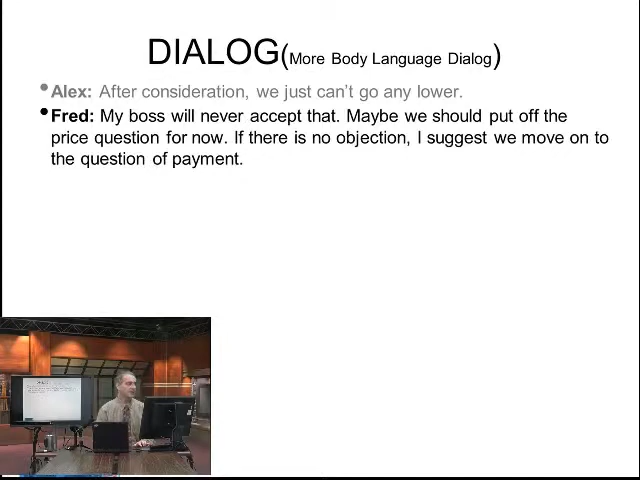 DIALOG(More Body Language Dialog)
•Alex: After consideration, we just can’t go any lower.
•Fred: My boss will never accept that. Maybe we should put off the
price question for now. If there is no objection, I suggest we move on to
the question of payment.